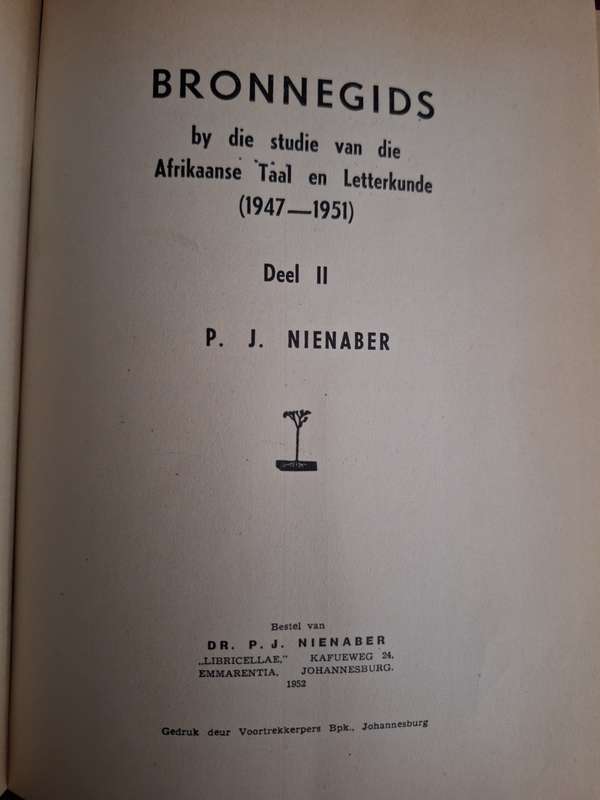 BRONNEGIDS
by die studie van die
Afrikaanse Taal en Letterkunde
(1947—1951)
Deel II
P. J. NIENABER
Bestel van
DR. P. J. NIENABER
„LIBRICELLAE,” KAFUEWEG 24,
EMMARENTIA, JOHANNESBURG.
1952
Gedruk deur Voortrekkerpers Bpk., Johannesburg